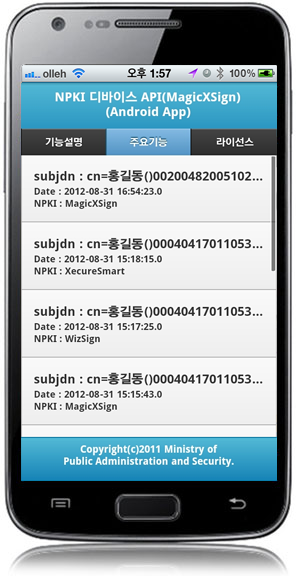 olleh 오후 1:57 100%
NPKI 디바이스 API(MagicXSign)
(Android App)
기능설명 주요기능 라이선스
subjdn : cn=홍길동()00200482005102...
Date : 2012-08-31 16:54:23.0
NPKI : MagicXSign
subjdn : cn=홍길동()00040417011053...
Date : 2012-08-31 15:18:15.0
NPKI : XecureSmart
subjdn : cn=홍길동()00040417011053...
Date : 2012-08-31 15:17:25.0
NPKI : WizSign
subjdn : cn=홍길동()00040417011053...
Date : 2012-08-31 15:15:43.0
NPKI : MagicXSign
Copyright(c)2011 Ministry of
Public Administration and Security.